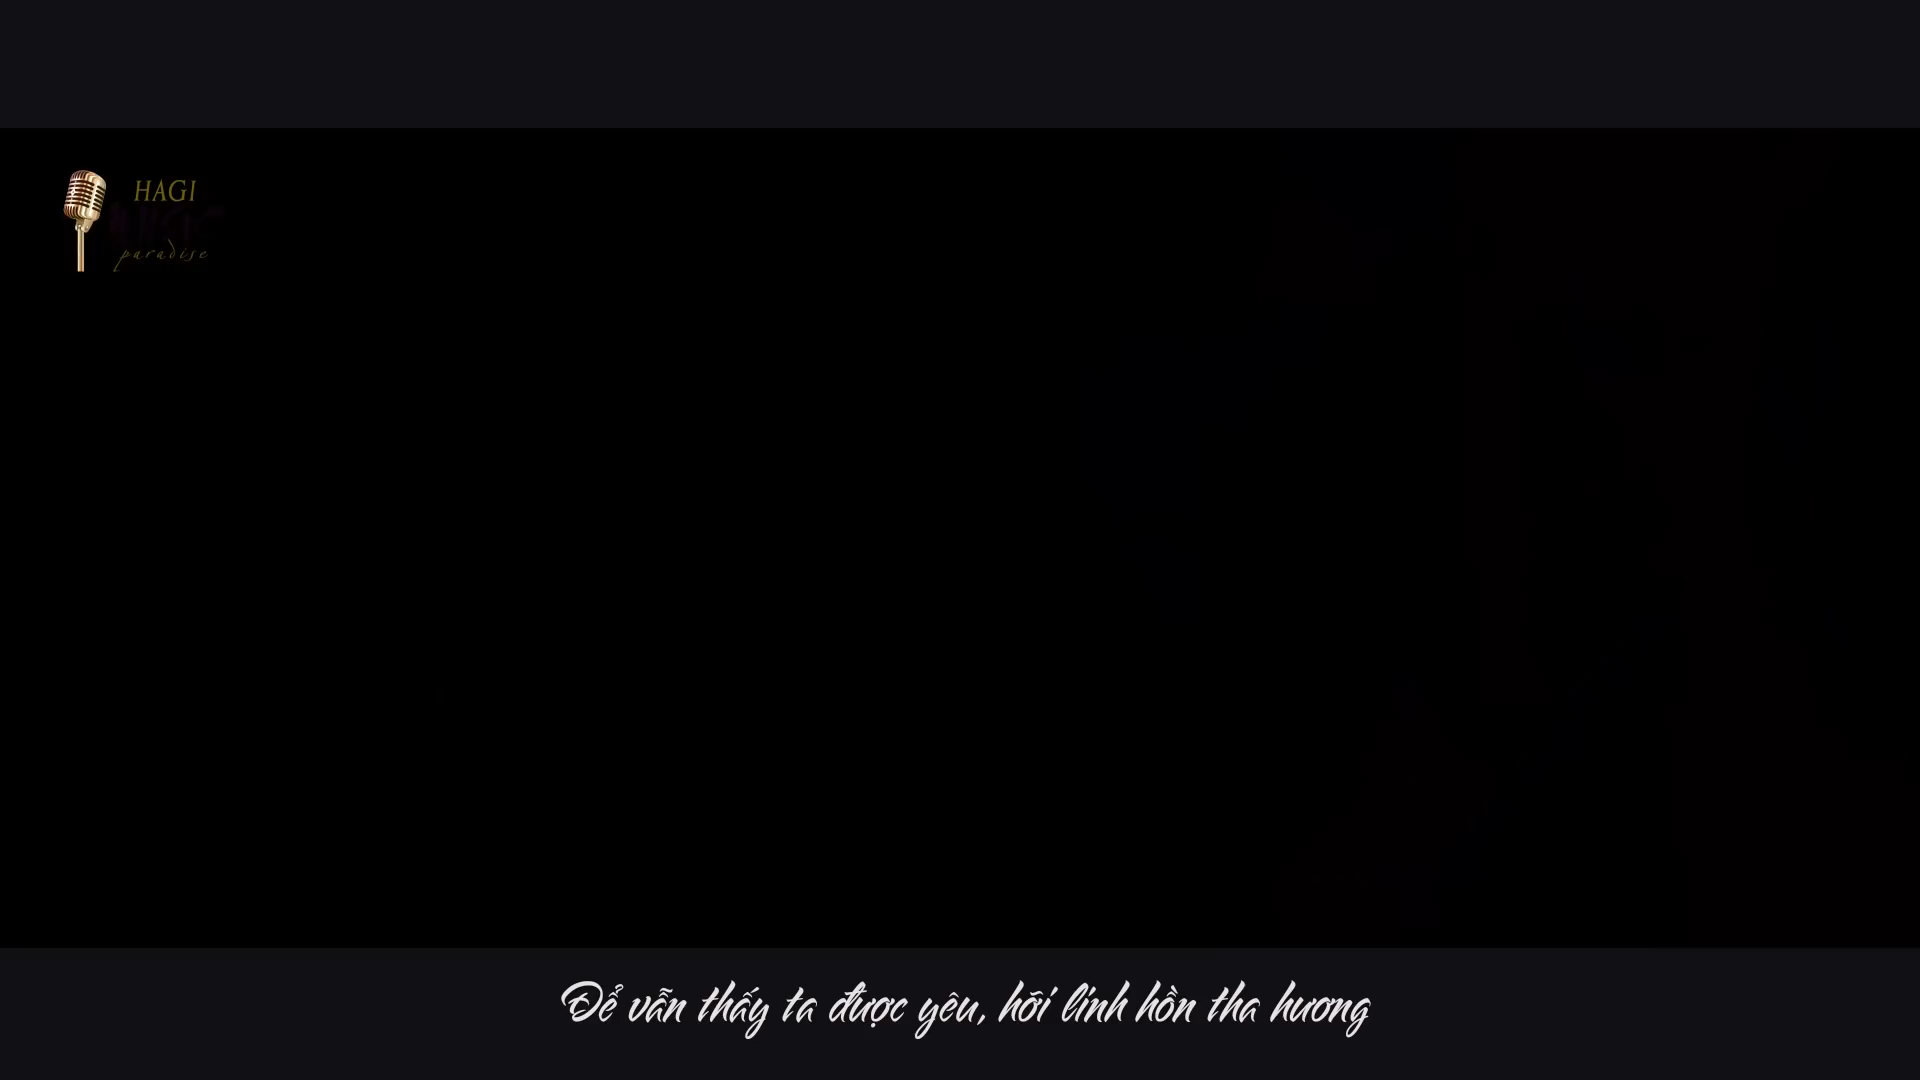 HAGI
paradise
Để vẫn thấy ta được yêu, hỡi linh hồn tha hương